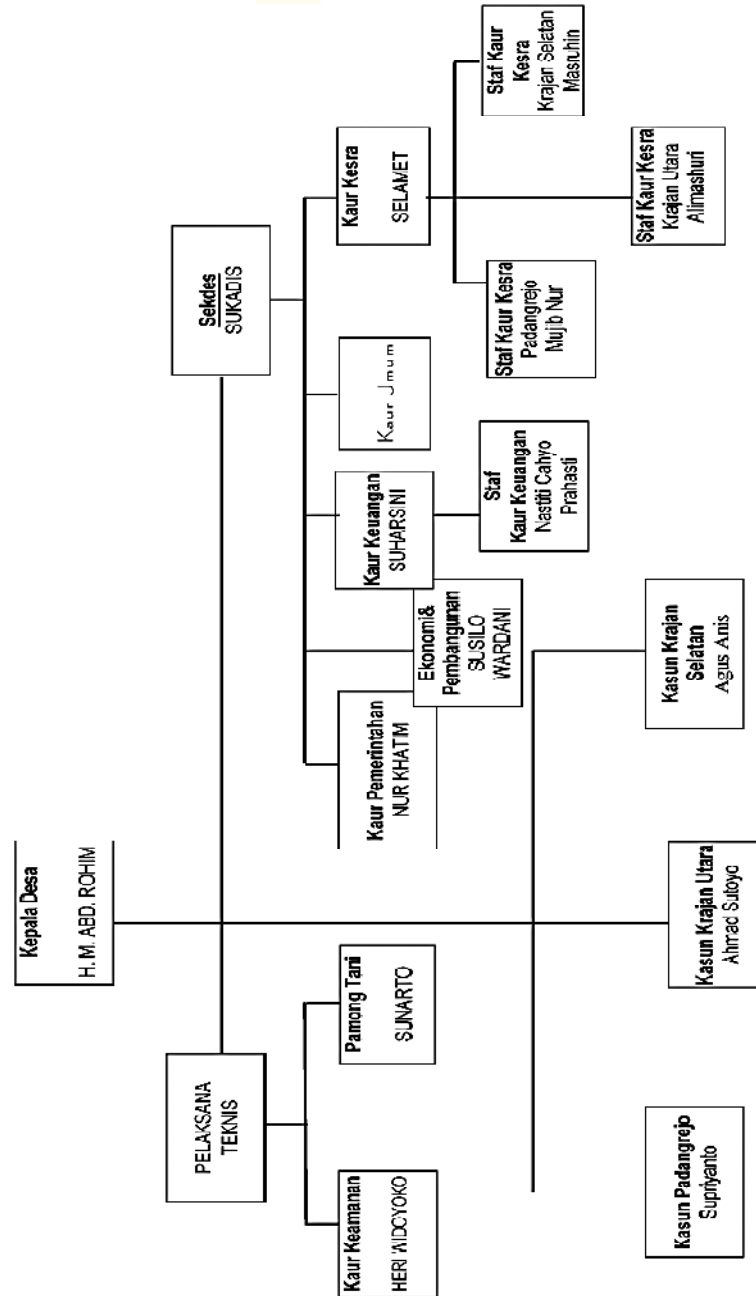 Kepala Desa
H. M. ABD. ROHIM
PELAKSANA
TEKNIS
Sekdes
SUKADIS
Kaur Keamanan
HERI WIDOYOKO
Pamong Tani
SUNARTO
Kaur Pemerintahan
NUR KHATIM
Ekonomi&
Pembangunan
SUSILO
WARDANI
Kaur Keuangan
SUHARSINI
Kaur Umum
Kaur Kesra
SELAMET
Staf
Kaur Keuangan
Nastiti Cahyo
Prahasti
Staf Kaur Kesra
Padangrejo
Mujib Nur
Staf Kaur Kesra
Krajan Utara
Alimashuri
Staf Kaur
Kesra
Krajan Selatan
Masruhin
Kasun Padangrejo
Supriyanto
Kasun Krajan Utara
Ahmad Sutoyo
Kasun Krajan
Selatan
Agus Anis